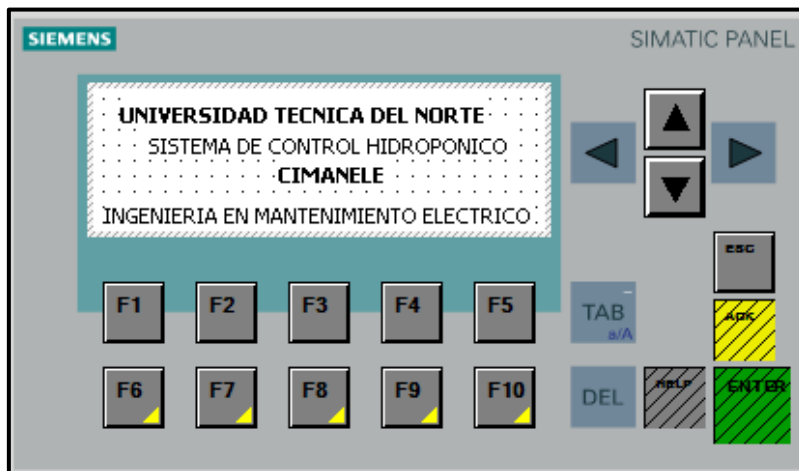 SIEMENS
SIMATIC PANEL
UNIVERSIDAD TECNICA DEL NORTE
SISTEMA DE CONTROL HIDROPONICO
CIMANELE
INGENIERIA EN MANTENIMIENTO ELECTRICO
ESC
F1 F2 F3 F4 F5 TAB
a/A
ACK
F6 F7 F8 F9 F10 DEL HELP ENTER